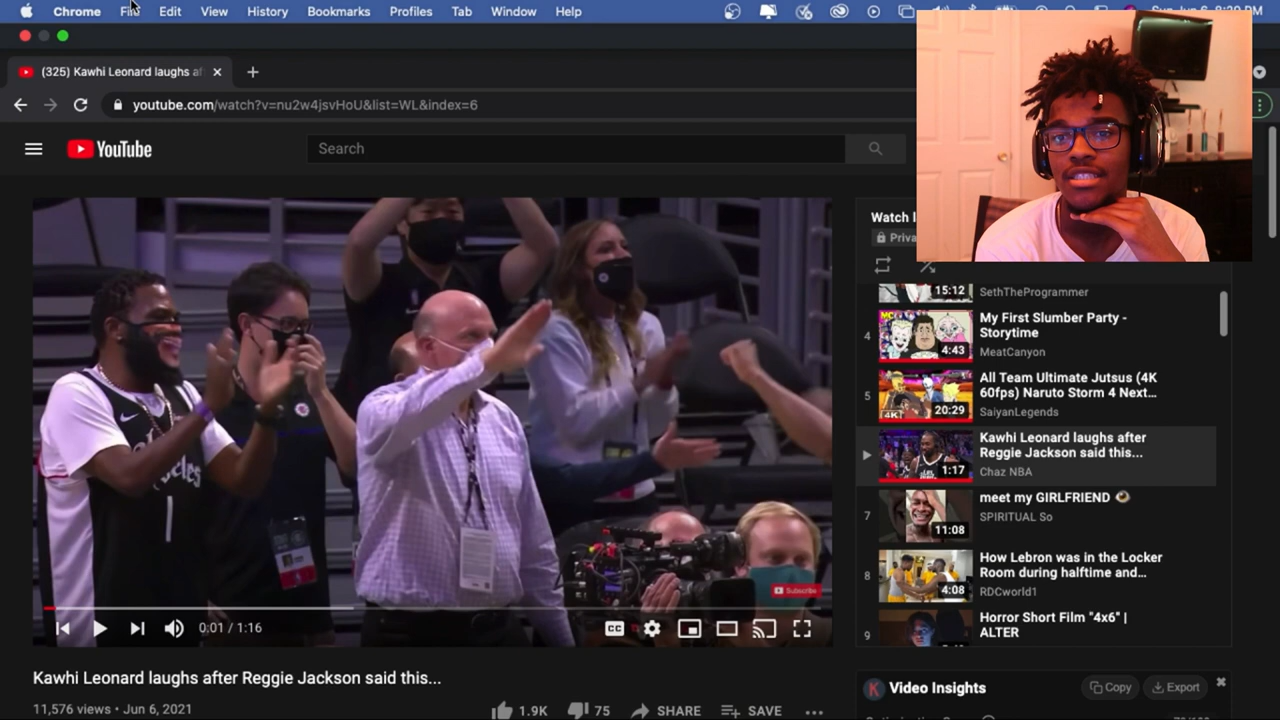 Chrome File Edit View History Bookmarks Profiles Tab Window Help
(325) Kawhi Leonard laughs af
youtube.com/watch?v=nu2w4jsvHoU&list=WL&index=6
YouTube
Search
Watch l
Priva
15:12
SethTheProgrammer
4
4:43
My First Slumber Party -
Storytime
MeatCanyon
5
4K
20:29
All Team Ultimate Jutsus (4K
60fps) Naruto Storm 4 Next...
SaiyanLegends
1:17
Kawhi Leonard laughs after
Reggie Jackson said this...
Chaz NBA
7
11:08
meet my GIRLFRIEND
SPIRITUAL So
8
4:08
How Lebron was in the Locker
Room during halftime and...
RDCworld1
9
Horror Short Film "4x6" |
ALTER
Subscribe
0:01 / 1:16
CC
Kawhi Leonard laughs after Reggie Jackson said this...
11,576 views • Jun 6, 2021
1.9K 75 SHARE SAVE
K Video Insights
Copy Export